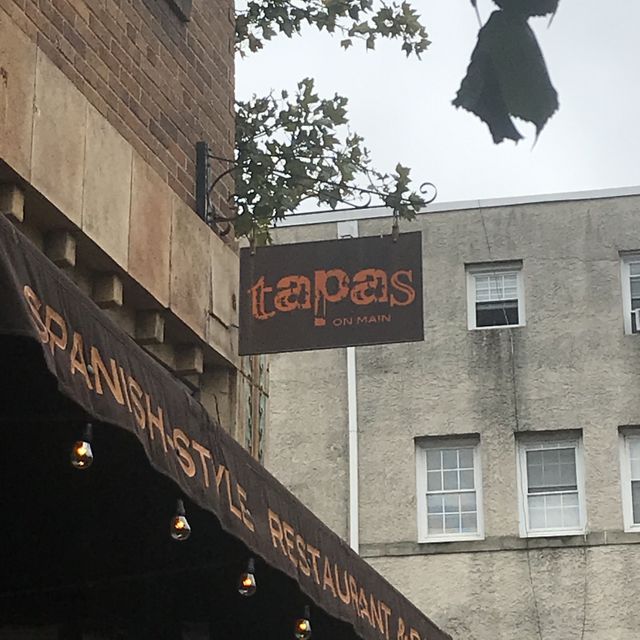 tapas
ON MAIN
SPANISH-STYLE RESTAURANT &